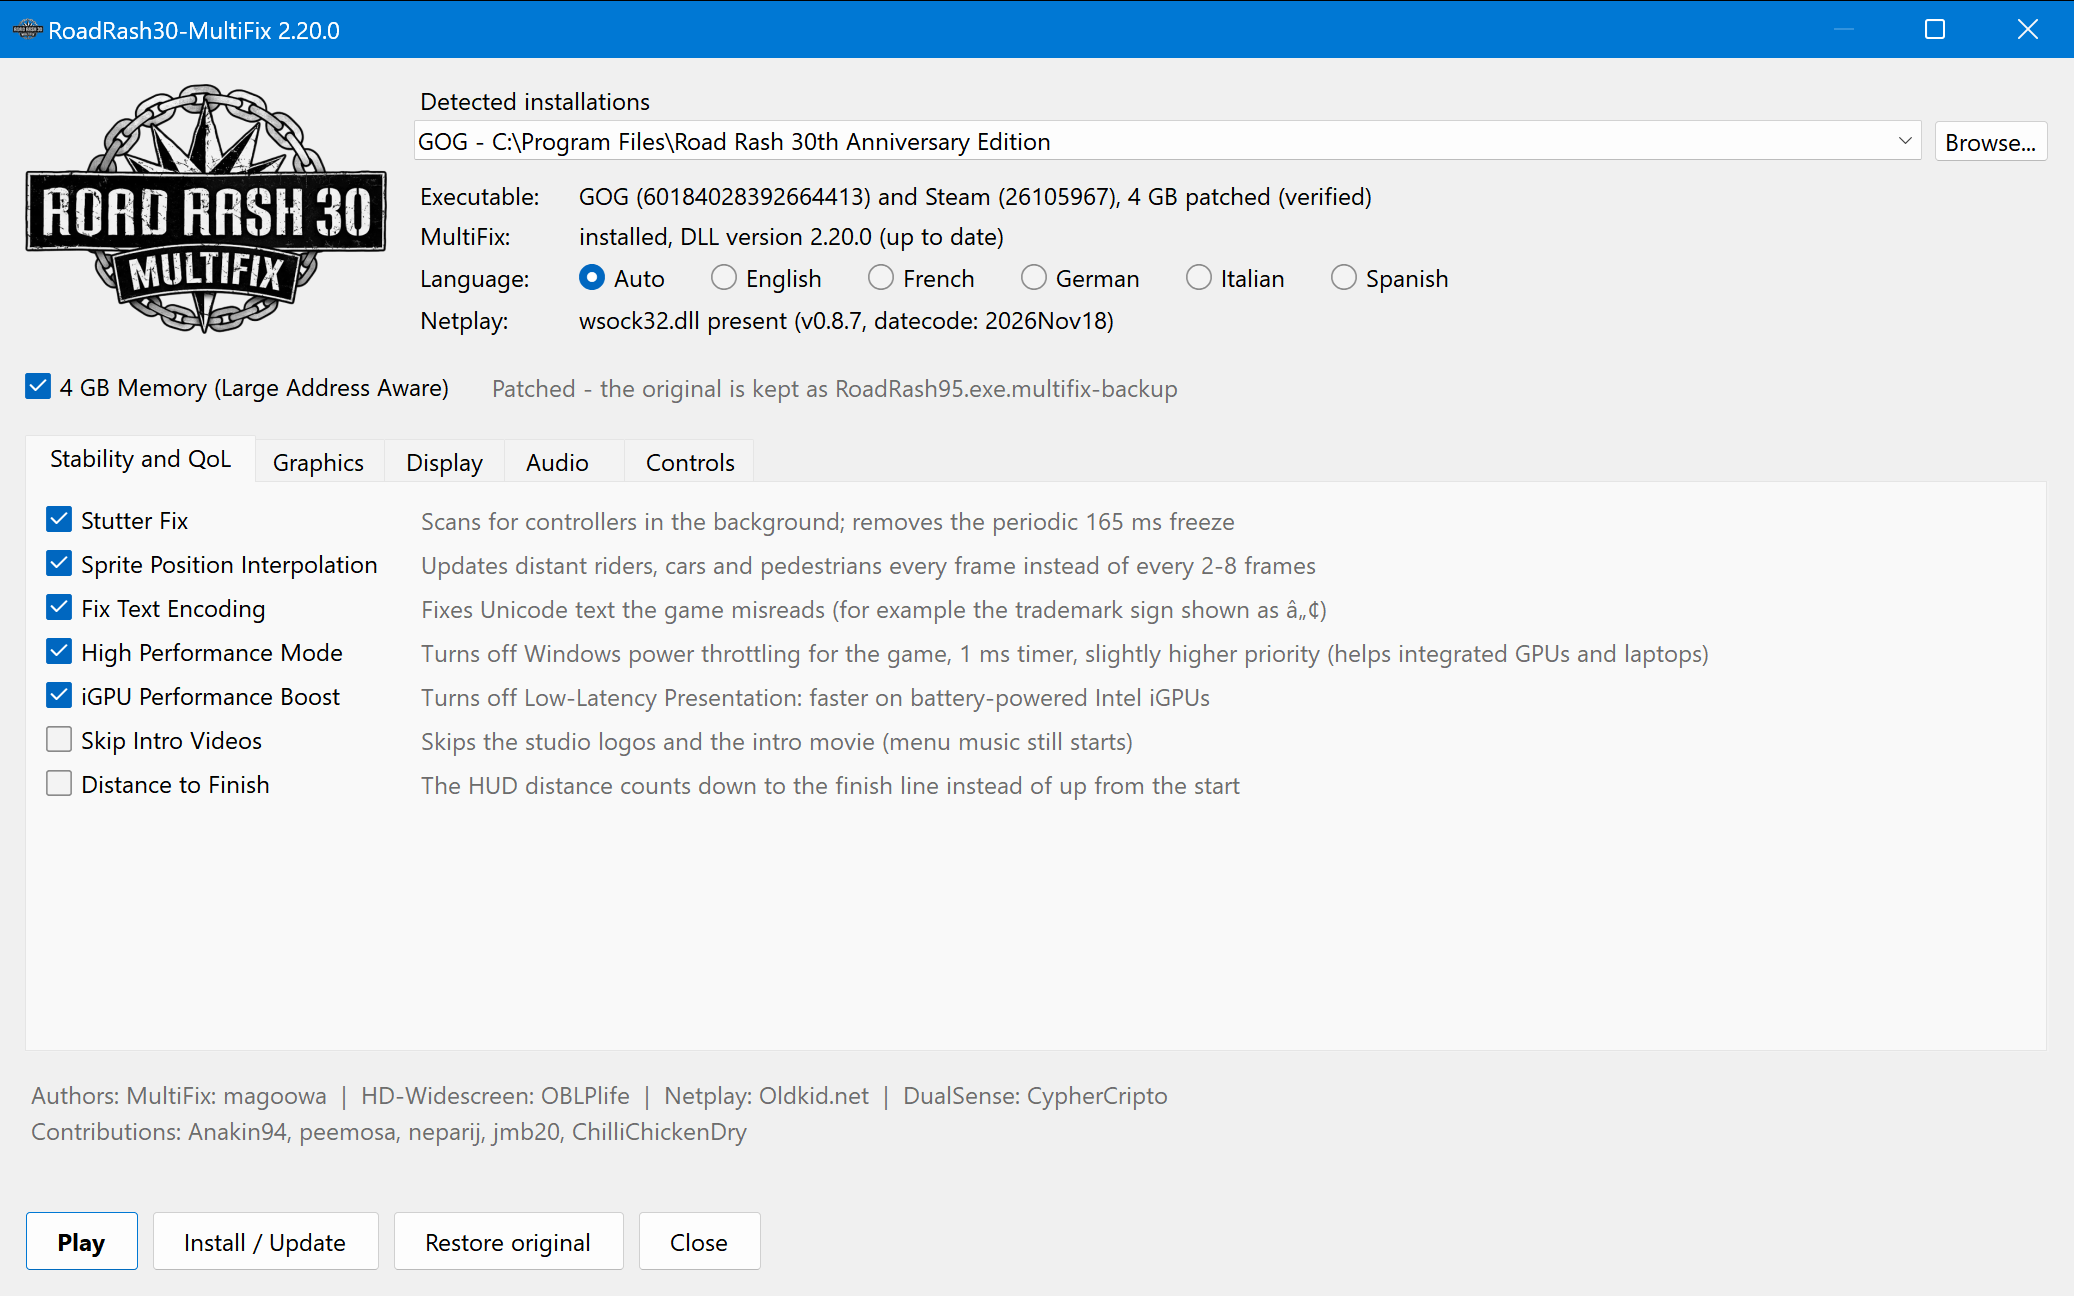 RoadRash30-MultiFix 2.20.0
ROAD RASH 30
MULTIFIX
Detected installations
GOG - C:\Program Files\Road Rash 30th Anniversary Edition
Browse...
Executable: GOG (60184028392664413) and Steam (26105967), 4 GB patched (verified)
MultiFix: installed, DLL version 2.20.0 (up to date)
Language: Auto English French German Italian Spanish
Netplay: wsock32.dll present (v0.8.7, datecode: 2026Nov18)
4 GB Memory (Large Address Aware) Patched - the original is kept as RoadRash95.exe.multifix-backup
Stability and QoL Graphics Display Audio Controls
Stutter Fix Scans for controllers in the background; removes the periodic 165 ms freeze
Sprite Position Interpolation Updates distant riders, cars and pedestrians every frame instead of every 2-8 frames
Fix Text Encoding Fixes Unicode text the game misreads (for example the trademark sign shown as â„¢)
High Performance Mode Turns off Windows power throttling for the game, 1 ms timer, slightly higher priority (helps integrated GPUs and laptops)
iGPU Performance Boost Turns off Low-Latency Presentation: faster on battery-powered Intel iGPUs
Skip Intro Videos Skips the studio logos and the intro movie (menu music still starts)
Distance to Finish The HUD distance counts down to the finish line instead of up from the start
Authors: MultiFix: magoowa | HD-Widescreen: OBLPlife | Netplay: Oldkid.net | DualSense: CypherCripto
Contributions: Anakin94, peemosa, neparij, jmb20, ChilliChickenDry
Play Install / Update Restore original Close